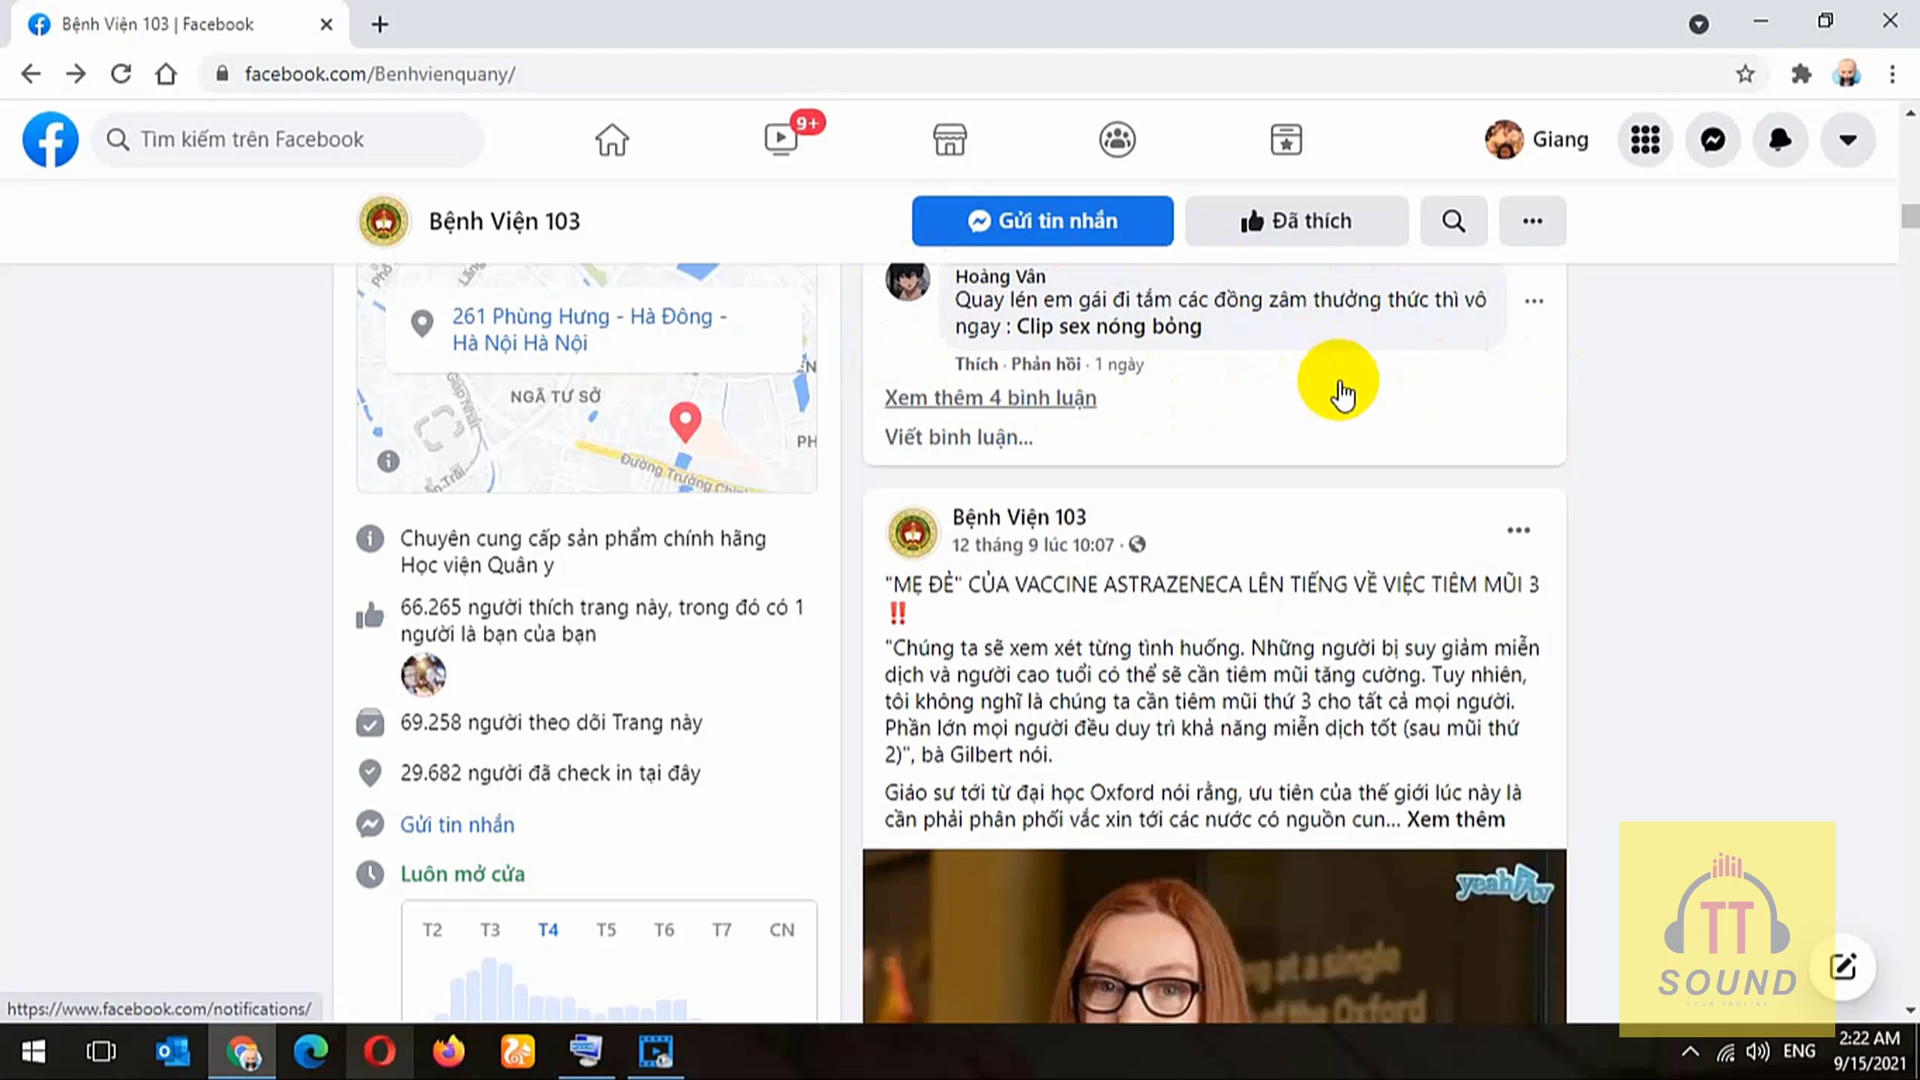 Bệnh Viện 103 | Facebook
facebook.com/Benhvienquany/
Tìm kiếm trên Facebook
9+
Giang
Bệnh Viện 103
Gửi tin nhắn
Đã thích
261 Phùng Hưng - Hà Đông -
Hà Nội Hà Nội
NGÃ TƯ SỞ
Đường Trường Chinh
PH
Chuyên cung cấp sản phẩm chính hãng
Học viện Quân y
66.265 người thích trang này, trong đó có 1
người là bạn của bạn
69.258 người theo dõi Trang này
29.682 người đã check in tại đây
Gửi tin nhắn
Luôn mở cửa
T2 T3 T4 T5 T6 T7 CN
Hoàng Vân
Quay lén em gái đi tắm các đồng zâm thưởng thức thì vô
ngay : Clip sex nóng bỏng
Thích · Phản hồi · 1 ngày
Xem thêm 4 bình luận
Viết bình luận...
Bệnh Viện 103
12 tháng 9 lúc 10:07 ·
"MẸ ĐẺ" CỦA VACCINE ASTRAZENECA LÊN TIẾNG VỀ VIỆC TIÊM MŨI 3
‼️
"Chúng ta sẽ xem xét từng tình huống. Những người bị suy giảm miễn
dịch và người cao tuổi có thể sẽ cần tiêm mũi tăng cường. Tuy nhiên,
tôi không nghĩ là chúng ta cần tiêm mũi thứ 3 cho tất cả mọi người.
Phần lớn mọi người đều duy trì khả năng miễn dịch tốt (sau mũi thứ
2)", bà Gilbert nói.
Giáo sư tới từ đại học Oxford nói rằng, ưu tiên của thế giới lúc này là
cần phải phân phối vắc xin tới các nước có nguồn cun... Xem thêm
yeah1tv
at a single
of the Oxford
TT
SOUND
YOUR TAGLINE
https://www.facebook.com/notifications/
ENG
2:22 AM
9/15/2021